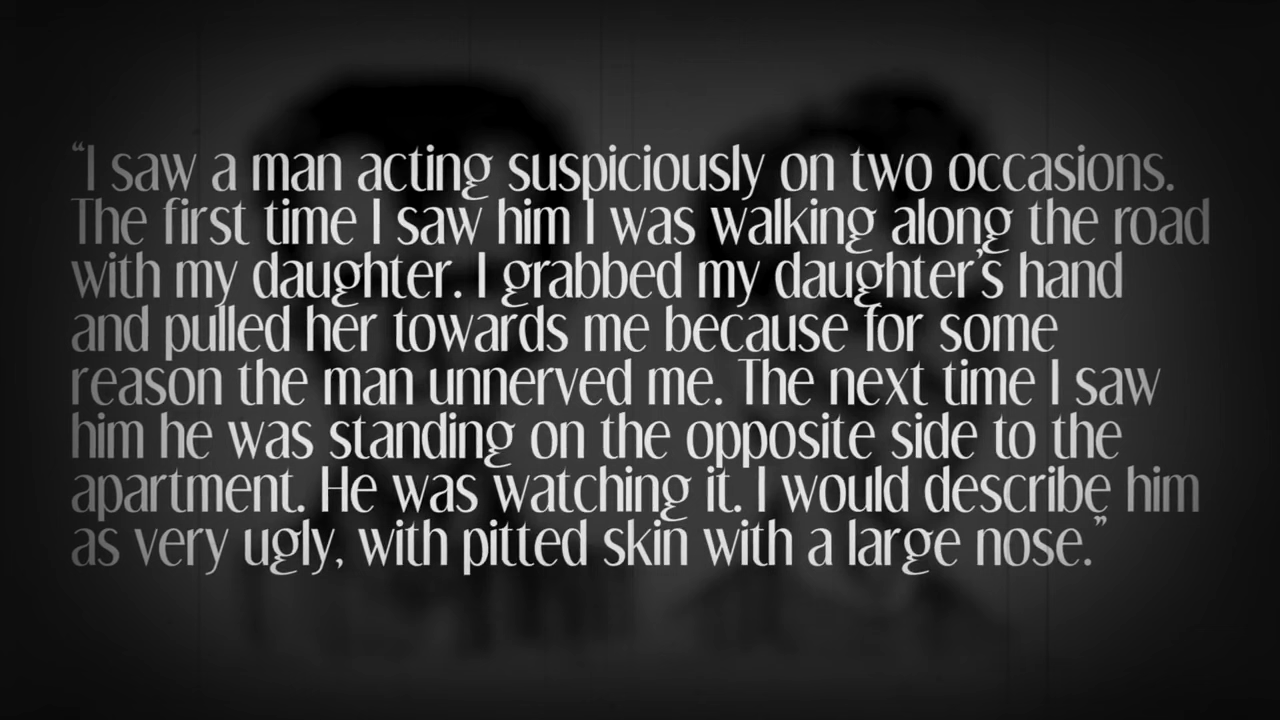 “I saw a man acting suspiciously on two occasions.
The first time I saw him I was walking along the road
with my daughter. I grabbed my daughter’s hand
and pulled her towards me because for some
reason the man unnerved me. The next time I saw
him he was standing on the opposite side to the
apartment. He was watching it. I would describe him
as very ugly, with pitted skin with a large nose.”